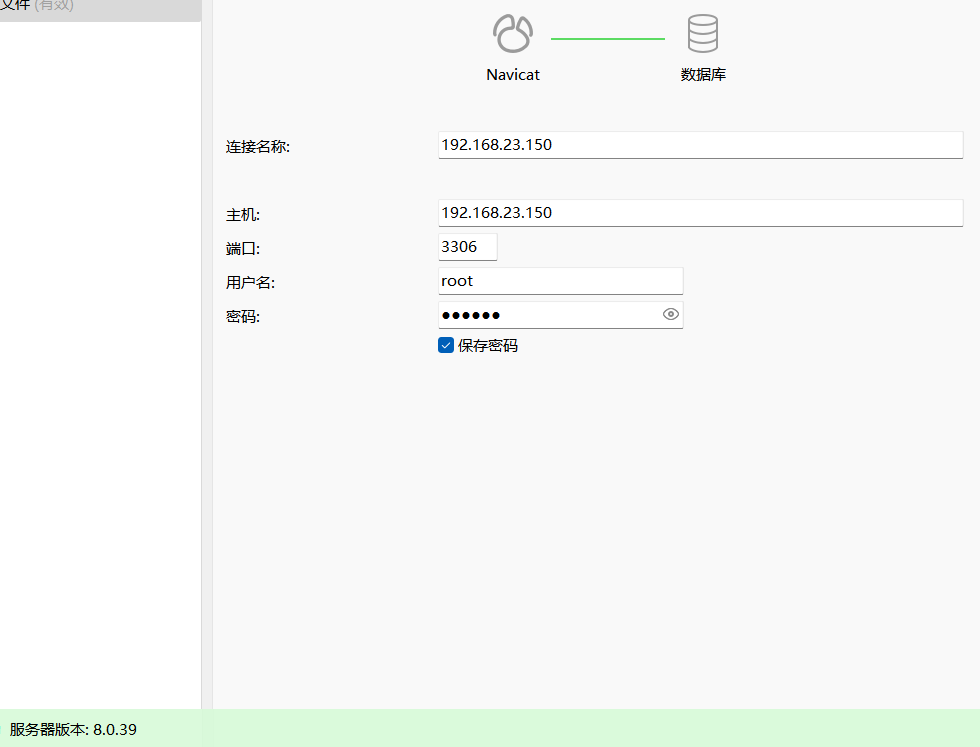 文件 (有效)
Navicat
数据库
连接名称:
192.168.23.150
主机:
192.168.23.150
端口:
3306
用户名:
root
密码:
●●●●●●
保存密码
服务器版本: 8.0.39